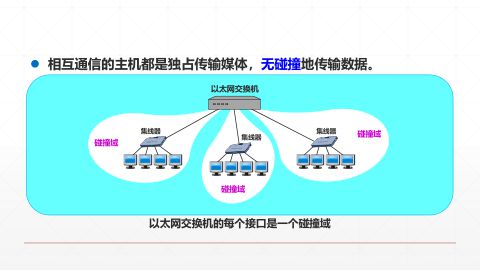 相互通信的主机都是独占传输媒体，无碰撞地传输数据。
以太网交换机
集线器
集线器
集线器
碰撞域
碰撞域
碰撞域
以太网交换机的每个接口是一个碰撞域